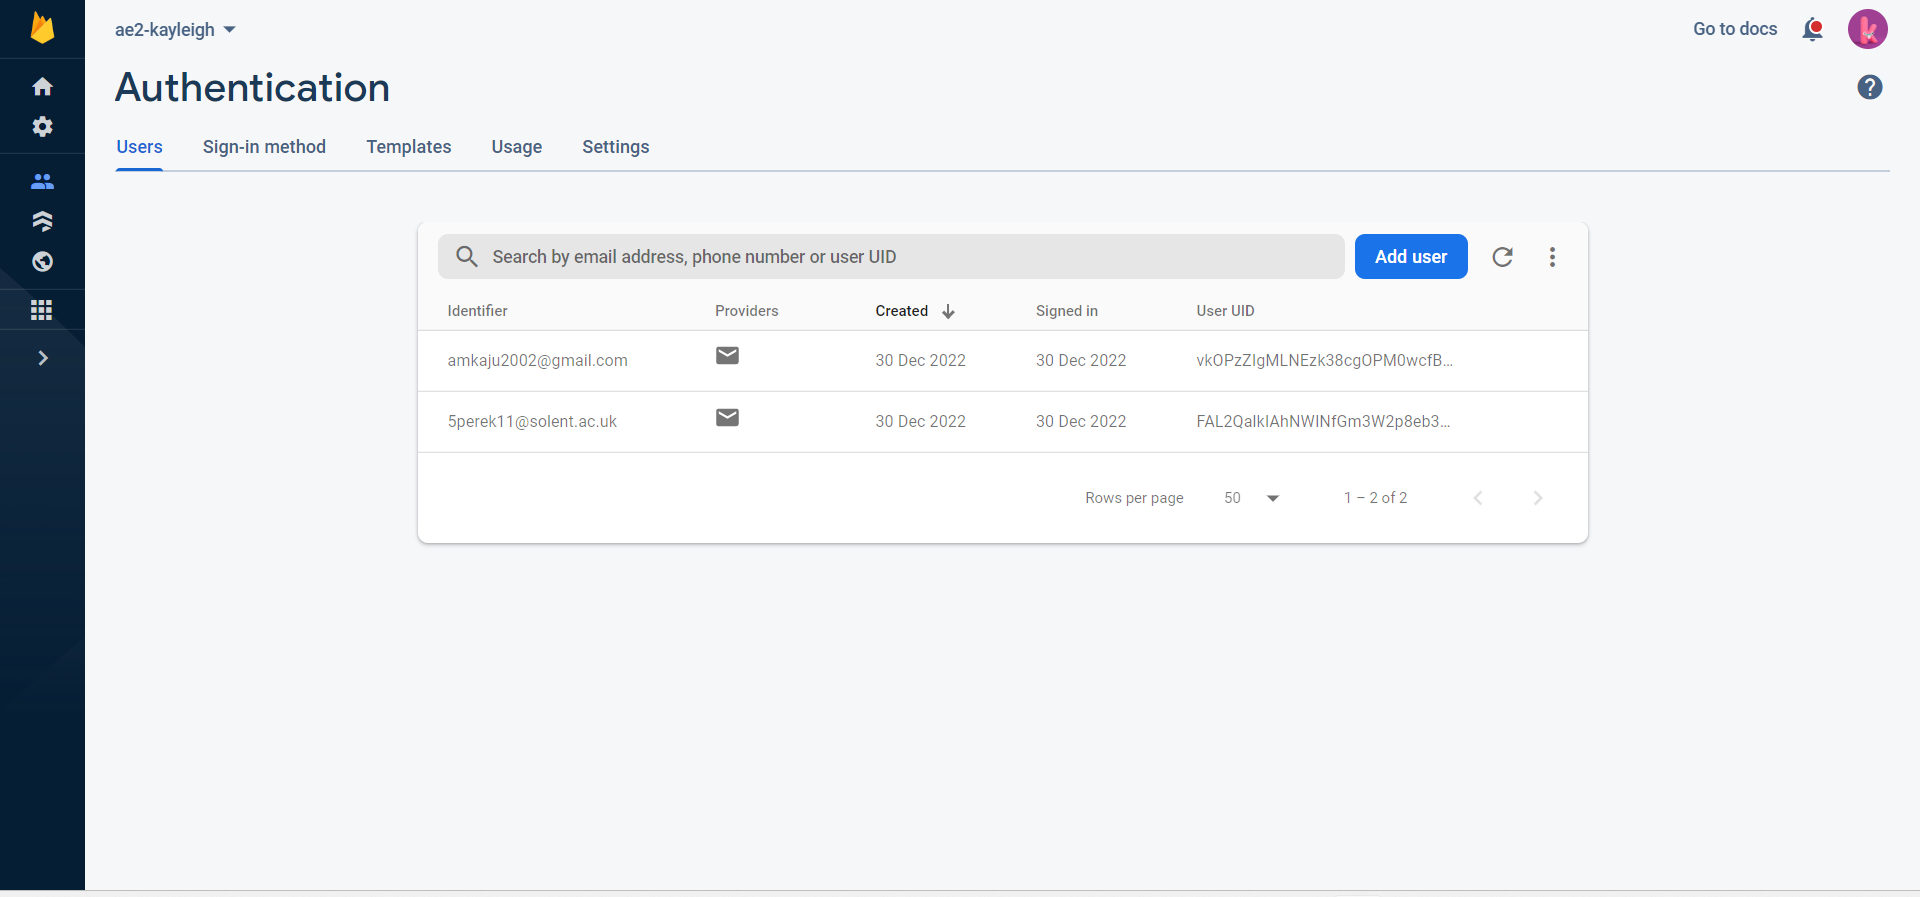 ae2-kayleigh
Go to docs
k
Authentication
?
Users Sign-in method Templates Usage Settings
Search by email address, phone number or user UID
Add user
Identifier Providers Created Signed in User UID
amkaju2002@gmail.com 30 Dec 2022 30 Dec 2022 vkOPzZIgMLNEzk38cgOPM0wcfB...
5perek11@solent.ac.uk 30 Dec 2022 30 Dec 2022 FAL2QalkIAhNWINfGm3W2p8eb3...
Rows per page 50 1 – 2 of 2